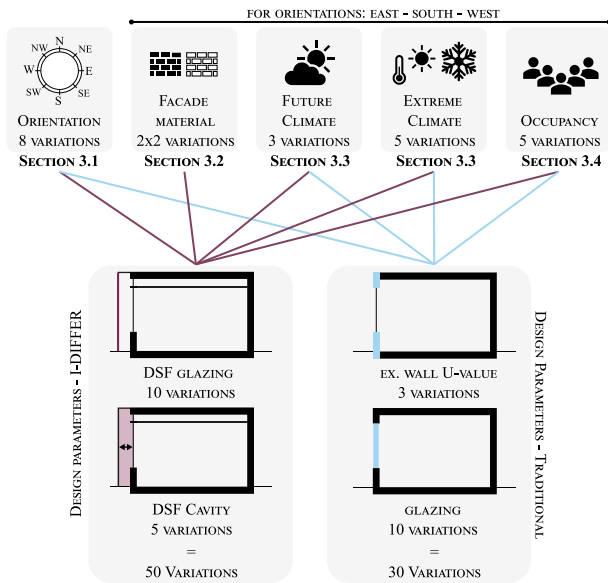 FOR ORIENTATIONS: EAST - SOUTH - WEST
N
NW
NE
W
E
SW
SE
S
ORIENTATION
8 VARIATIONS
SECTION 3.1
FACADE
MATERIAL
2X2 VARIATIONS
SECTION 3.2
FUTURE
CLIMATE
3 VARIATIONS
SECTION 3.3
EXTREME
CLIMATE
5 VARIATIONS
SECTION 3.3
OCCUPANCY
5 VARIATIONS
SECTION 3.4
DESIGN PARAMETERS - I-DIFFER
DSF GLAZING
10 VARIATIONS
DSF CAVITY
5 VARIATIONS
=
50 VARIATIONS
EX. WALL U-VALUE
3 VARIATIONS
GLAZING
10 VARIATIONS
=
30 VARIATIONS
DESIGN PARAMETERS - TRADITIONAL